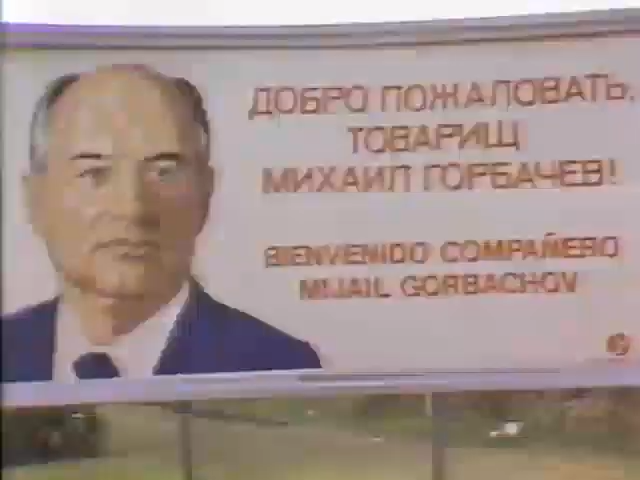 ДОБРО ПОЖАЛОВАТЬ,
ТОВАРИЩ
МИХАИЛ ГОРБАЧЕВ!
BIENVENIDO COMPAÑERO
MIJAIL GORBACHOV